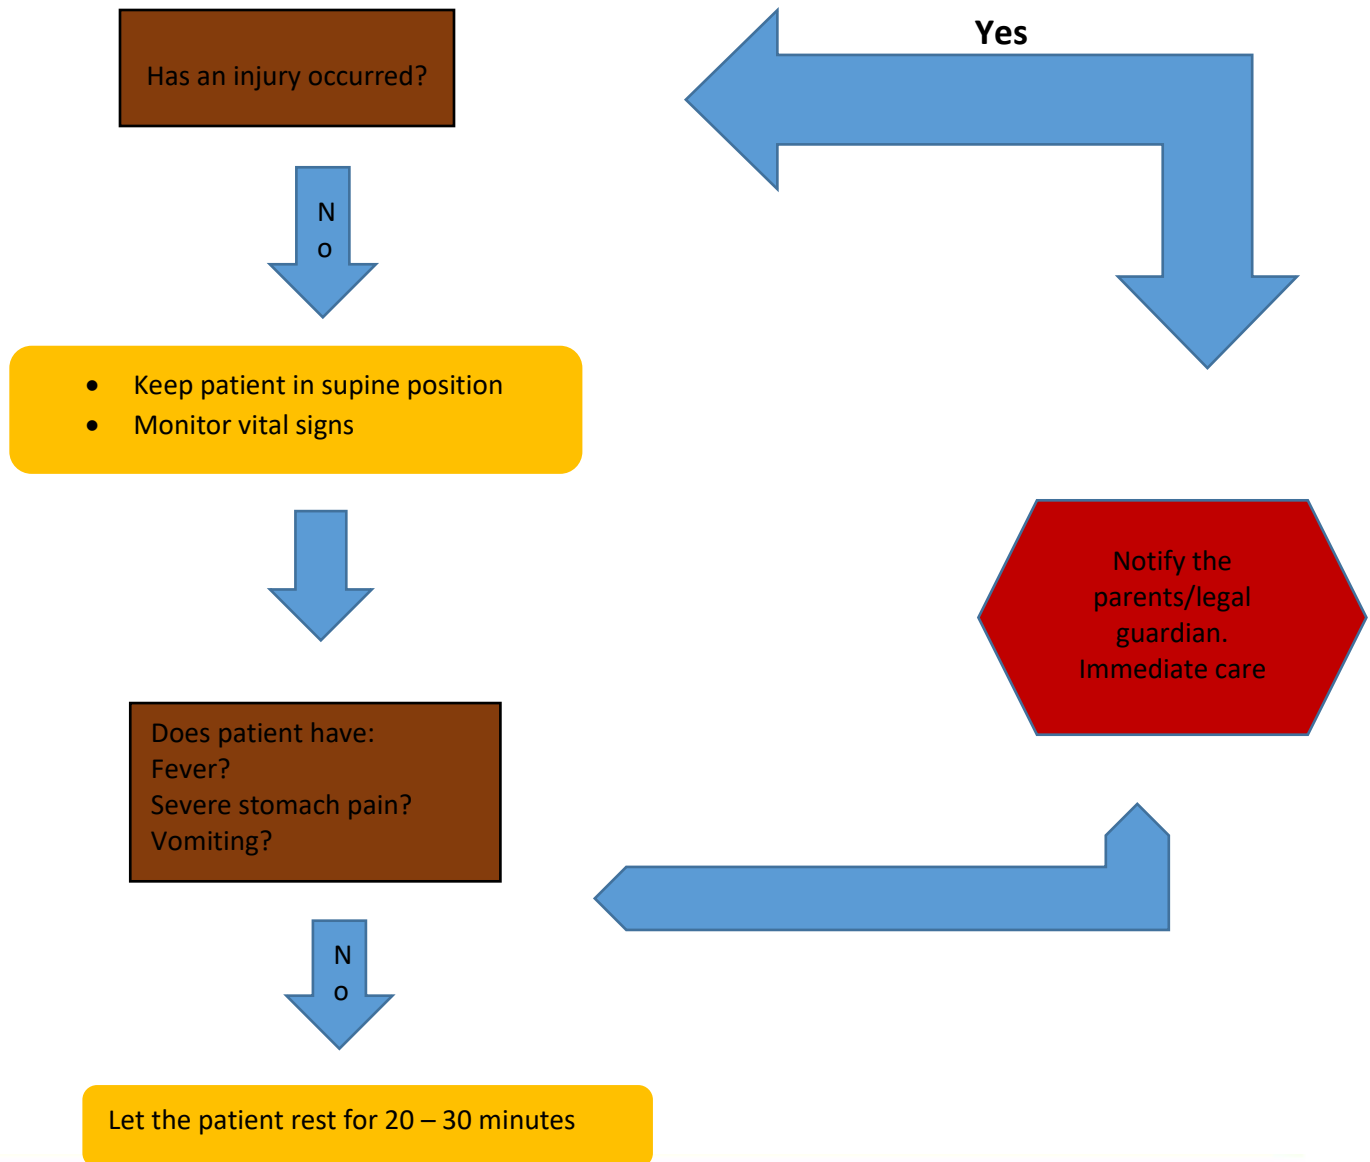 Has an injury occurred?
Yes
N
o
• Keep patient in supine position
• Monitor vital signs
Notify the
parents/legal
guardian.
Immediate care
Does patient have:
Fever?
Severe stomach pain?
Vomiting?
N
o
Let the patient rest for 20 – 30 minutes